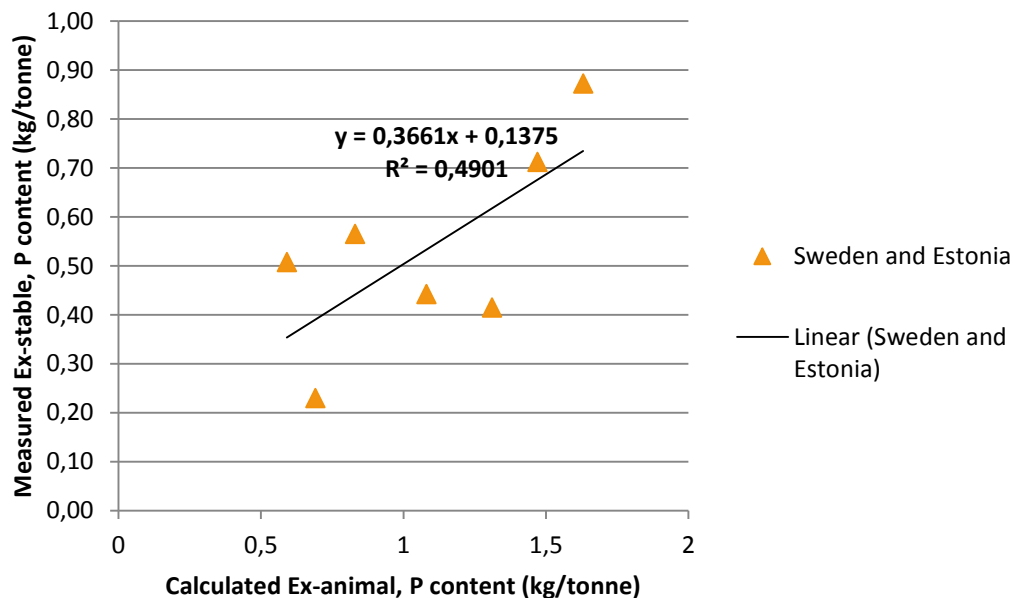 1,00
0,90
0,80
0,70
0,60
0,50
0,40
0,30
0,20
0,10
0,00
Measured Ex-stable, P content (kg/tonne)
y = 0,3661x + 0,1375
R² = 0,4901
0
0,5
1
1,5
2
Calculated Ex-animal, P content (kg/tonne)
Sweden and Estonia
Linear (Sweden and
Estonia)